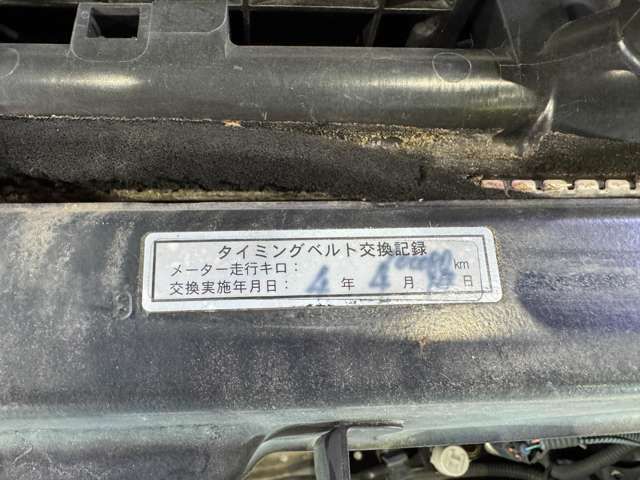 タイミングベルト交換記録
メーター走行キロ: km
交換実施年月日: 4 年 4 月 日